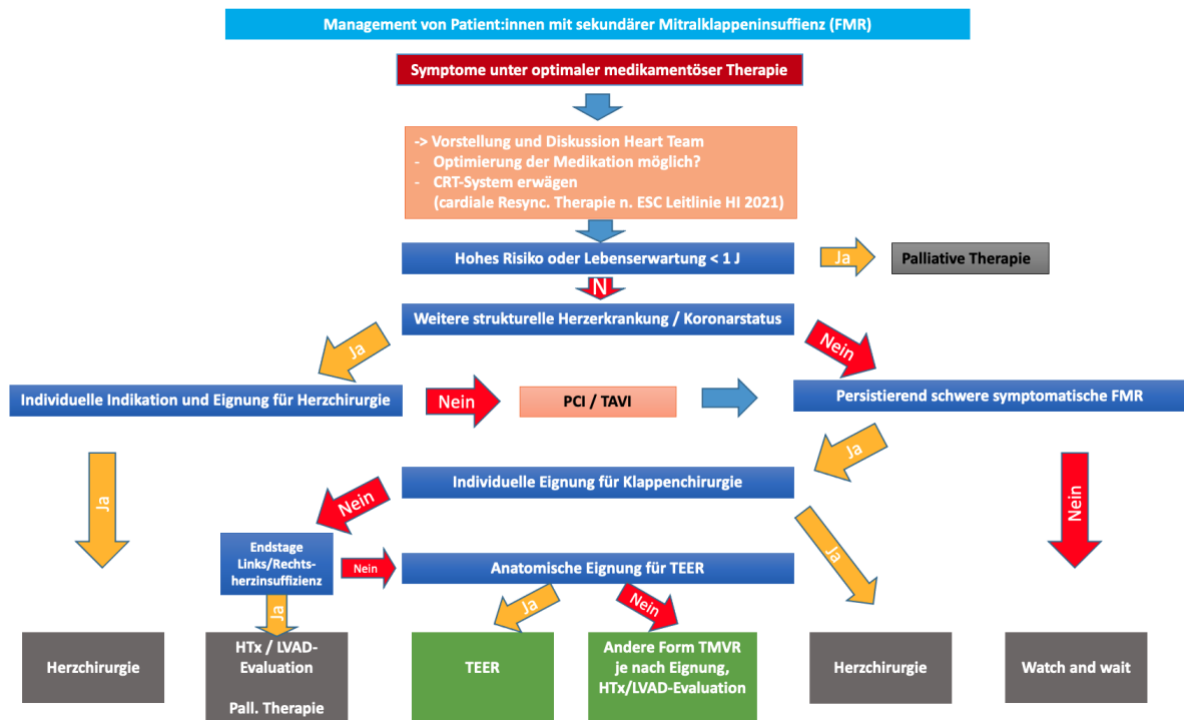 Management von Patient:innen mit sekundärer Mitralklappeninsuffienz (FMR)
Symptome unter optimaler medikamentöser Therapie
-> Vorstellung und Diskussion Heart Team
- Optimierung der Medikation möglich?
- CRT-System erwägen
(cardiale Resync. Therapie n. ESC Leitlinie HI 2021)
Hohes Risiko oder Lebenserwartung < 1 J
Ja
Palliative Therapie
N
Weitere strukturelle Herzerkrankung / Koronarstatus
Ja
Nein
Individuelle Indikation und Eignung für Herzchirurgie
Nein
PCI / TAVI
Persistierend schwere symptomatische FMR
Ja
Ja
Nein
Individuelle Eignung für Klappenchirurgie
Nein
Ja
Endstage
Links/Rechts-
herzinsuffizienz
Nein
Anatomische Eignung für TEER
Ja
Ja
Nein
Herzchirurgie
HTx / LVAD-
Evaluation
Pall. Therapie
TEER
Andere Form TMVR
je nach Eignung,
HTx/LVAD-Evaluation
Herzchirurgie
Watch and wait